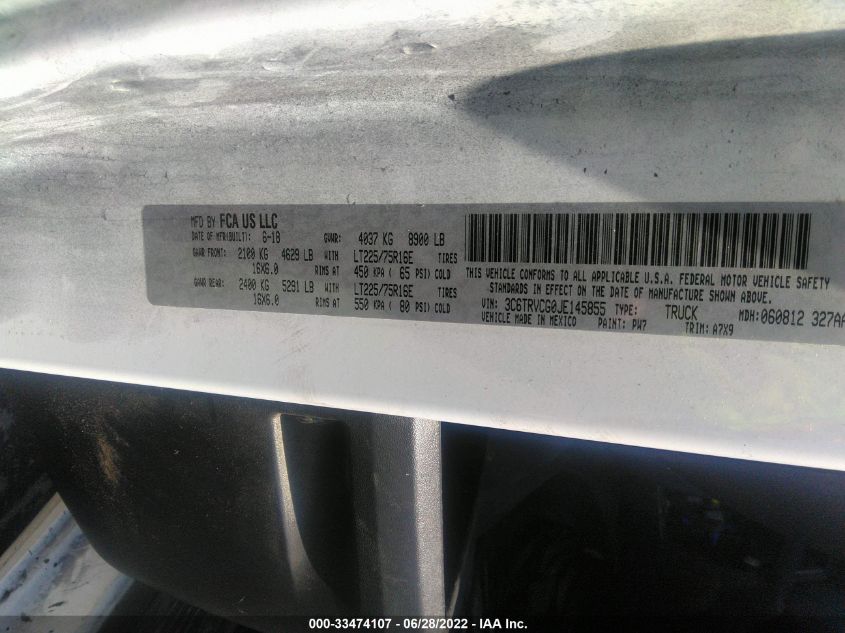 MFD BY FCA US LLC
DATE OF MFR(BUILT): 6-18 GVWR: 4037 KG 8900 LB
GAWR FRONT: 2100 KG 4629 LB WITH LT225/75R16E TIRES
16X6.0 RIMS AT 450 KPA ( 65 PSI) COLD
GAWR REAR: 2400 KG 5291 LB WITH LT225/75R16E TIRES
16X6.0 RIMS AT 550 KPA ( 80 PSI) COLD
THIS VEHICLE CONFORMS TO ALL APPLICABLE U.S.A. FEDERAL MOTOR VEHICLE SAFETY
STANDARDS IN EFFECT ON THE DATE OF MANUFACTURE SHOWN ABOVE.
VIN: 3C6TRVCG0JE145855 TYPE: TRUCK MDH:060812 327AA
VEHICLE MADE IN MEXICO PAINT: PW7 TRIM: A7X9
000-33474107 - 06/28/2022 - IAA Inc.